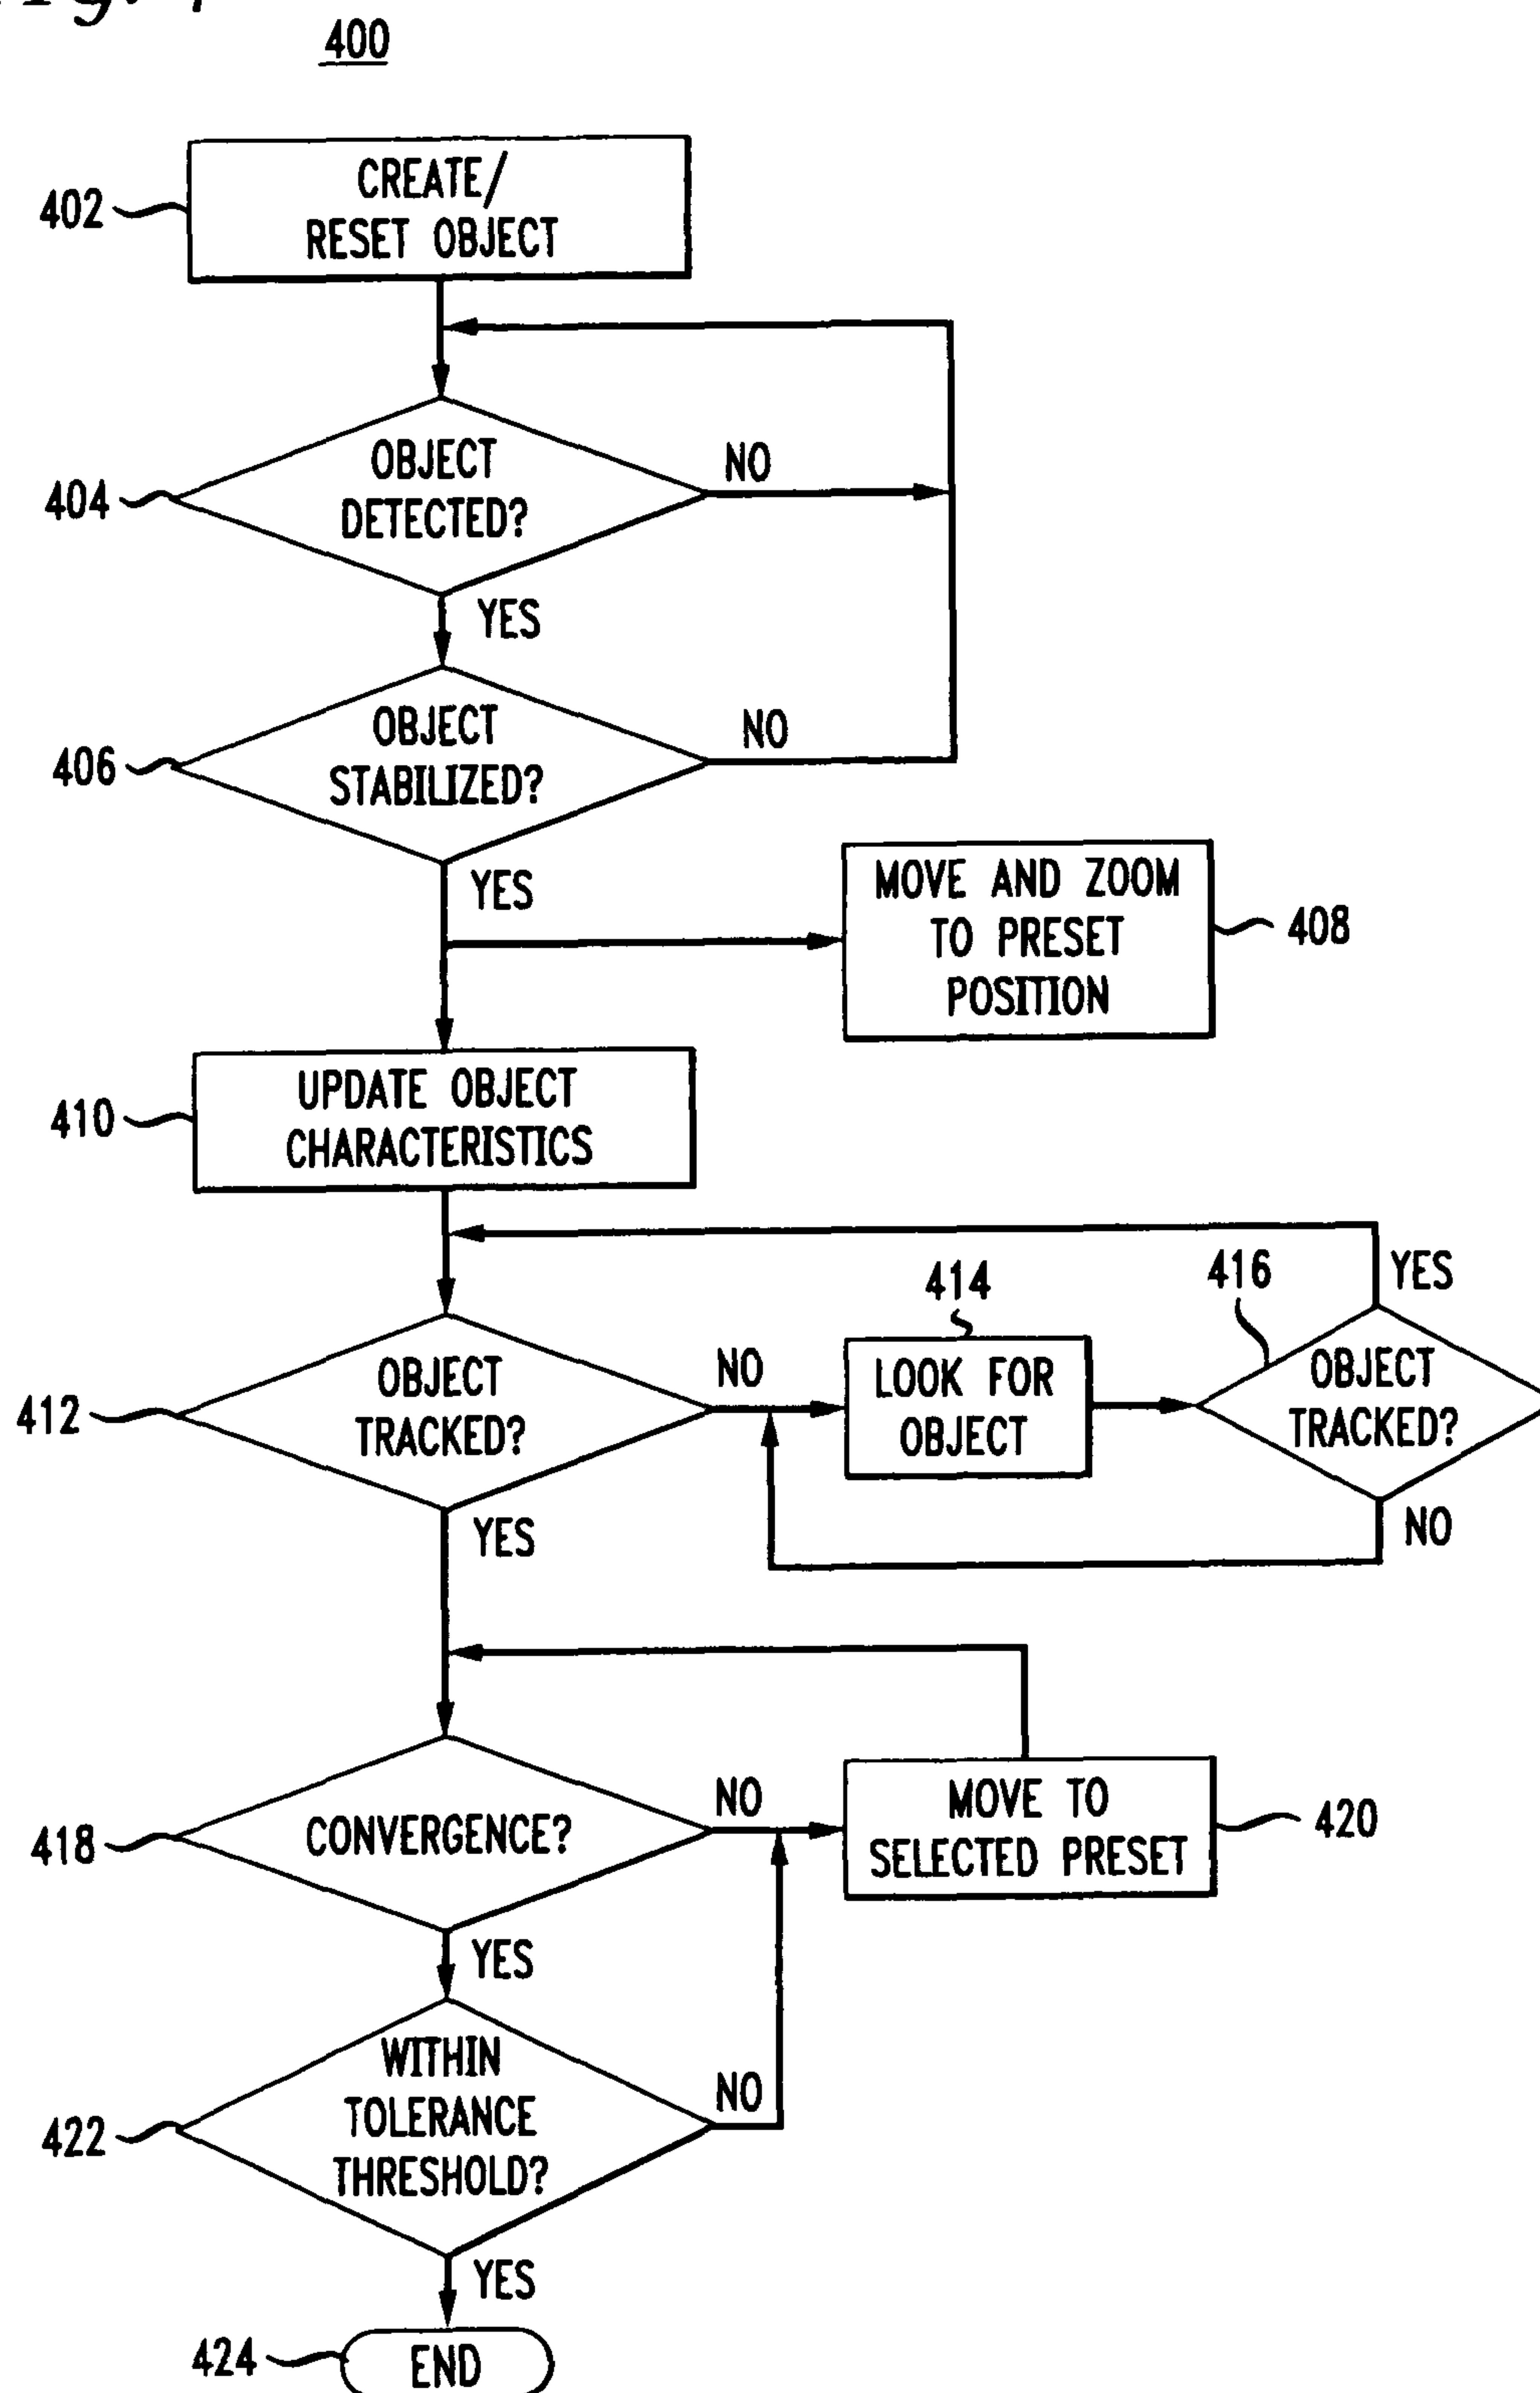 400
CREATE/
RESET OBJECT
402
OBJECT
DETECTED?
404
NO
YES
OBJECT
STABILIZED?
406
NO
YES
MOVE AND ZOOM
TO PRESET
POSITION
408
UPDATE OBJECT
CHARACTERISTICS
410
OBJECT
TRACKED?
412
NO
414
LOOK FOR
OBJECT
416
OBJECT
TRACKED?
YES
NO
YES
CONVERGENCE?
418
NO
MOVE TO
SELECTED PRESET
420
YES
WITHIN
TOLERANCE
THRESHOLD?
422
NO
YES
424
END